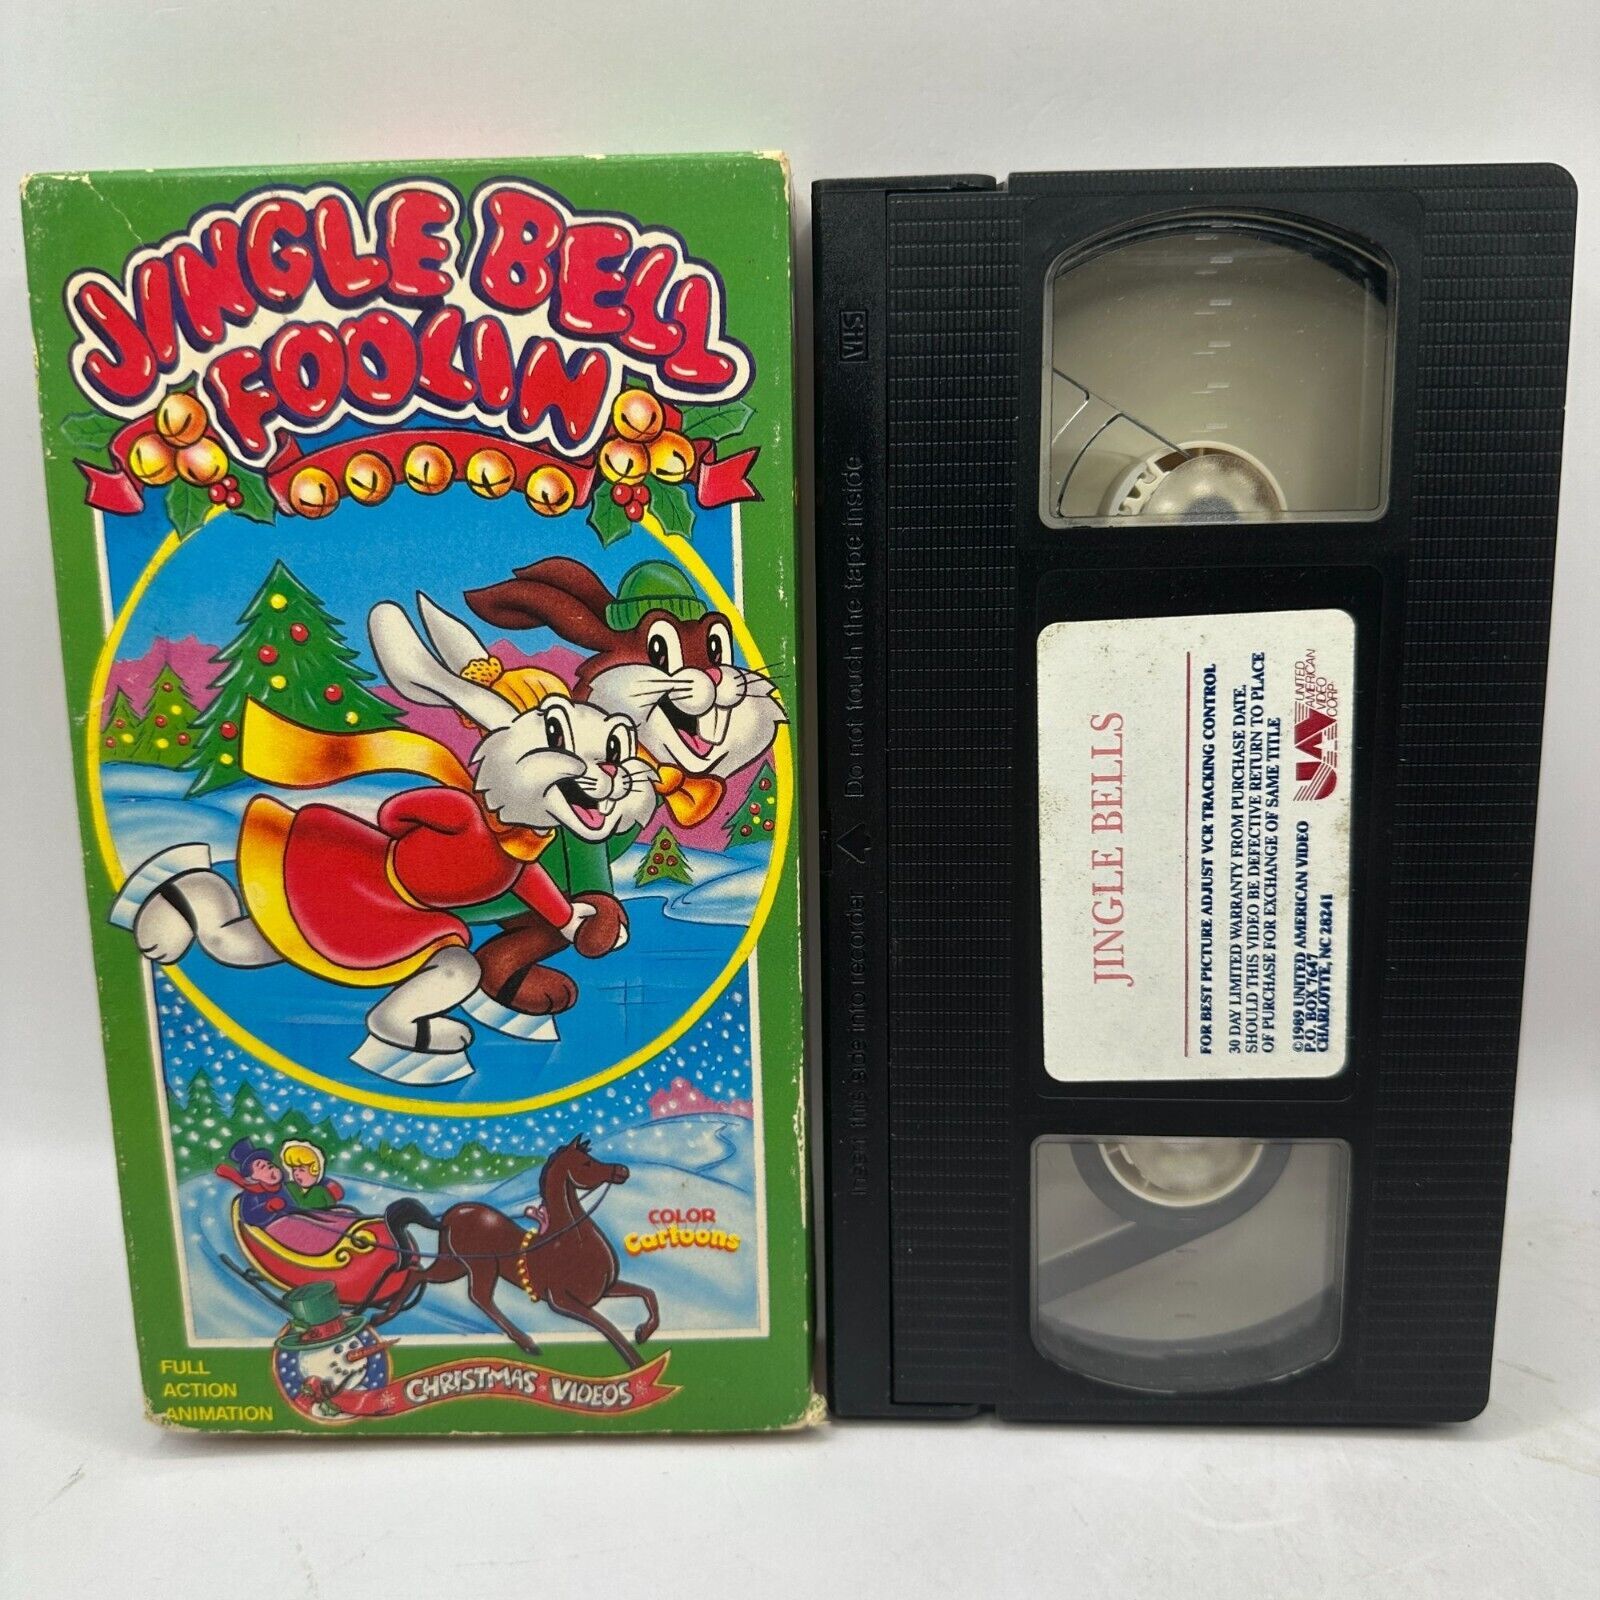 JINGLE BELL
FOOLIN
COLOR
Cartoons
FULL
ACTION
ANIMATION
CHRISTMAS VIDEOS
VHS
Do not touch the tape inside
Insert this side into recorder
JINGLE BELLS
FOR BEST PICTURE ADJUST VCR TRACKING CONTROL
30 DAY LIMITED WARRANTY FROM PURCHASE DATE.
SHOULD THIS VIDEO BE DEFECTIVE RETURN TO PLACE
OF PURCHASE FOR EXCHANGE OF SAME TITLE
©1989 UNITED AMERICAN VIDEO
P.O. BOX 7647
CHARLOTTE, NC 28241
UAV
UNITED
AMERICAN
VIDEO
CORP.